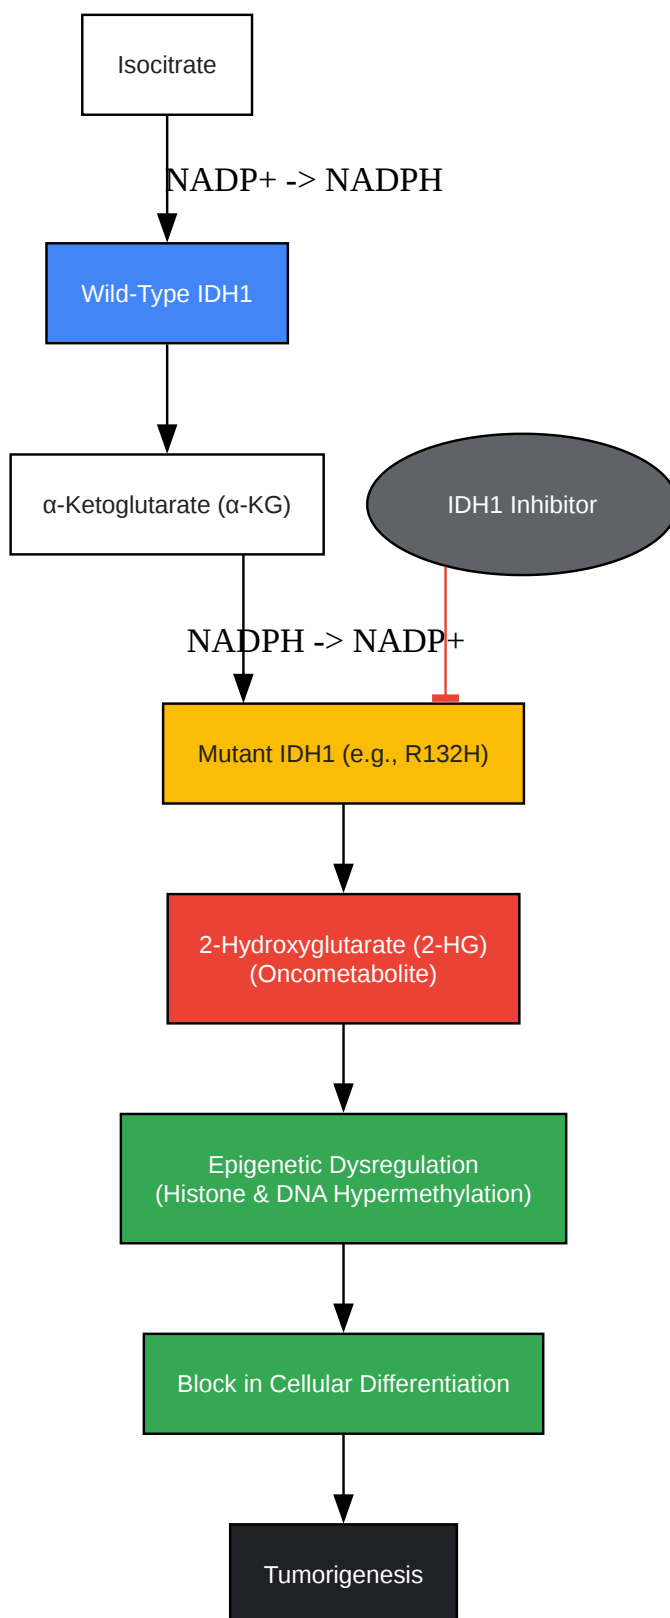 Isocitrate
NADP+ -> NADPH
Wild-Type IDH1
α-Ketoglutarate (α-KG)
IDH1 Inhibitor
NADPH -> NADP+
Mutant IDH1 (e.g., R132H)
2-Hydroxyglutarate (2-HG)
(Oncometabolite)
Epigenetic Dysregulation
(Histone & DNA Hypermethylation)
Block in Cellular Differentiation
Tumorigenesis